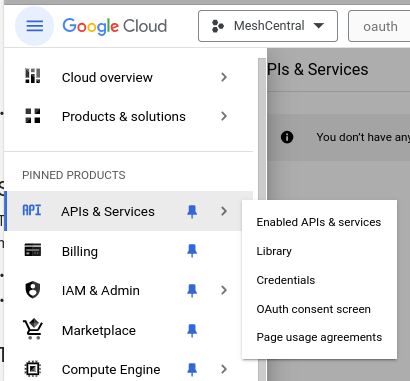 Google Cloud
MeshCentral
oauth
Cloud overview
PIs & Services
Products & solutions
You don't have any
PINNED PRODUCTS
API APIs & Services
Enabled APIs & services
Billing
Library
IAM & Admin
Credentials
Marketplace
OAuth consent screen
Page usage agreements
Compute Engine